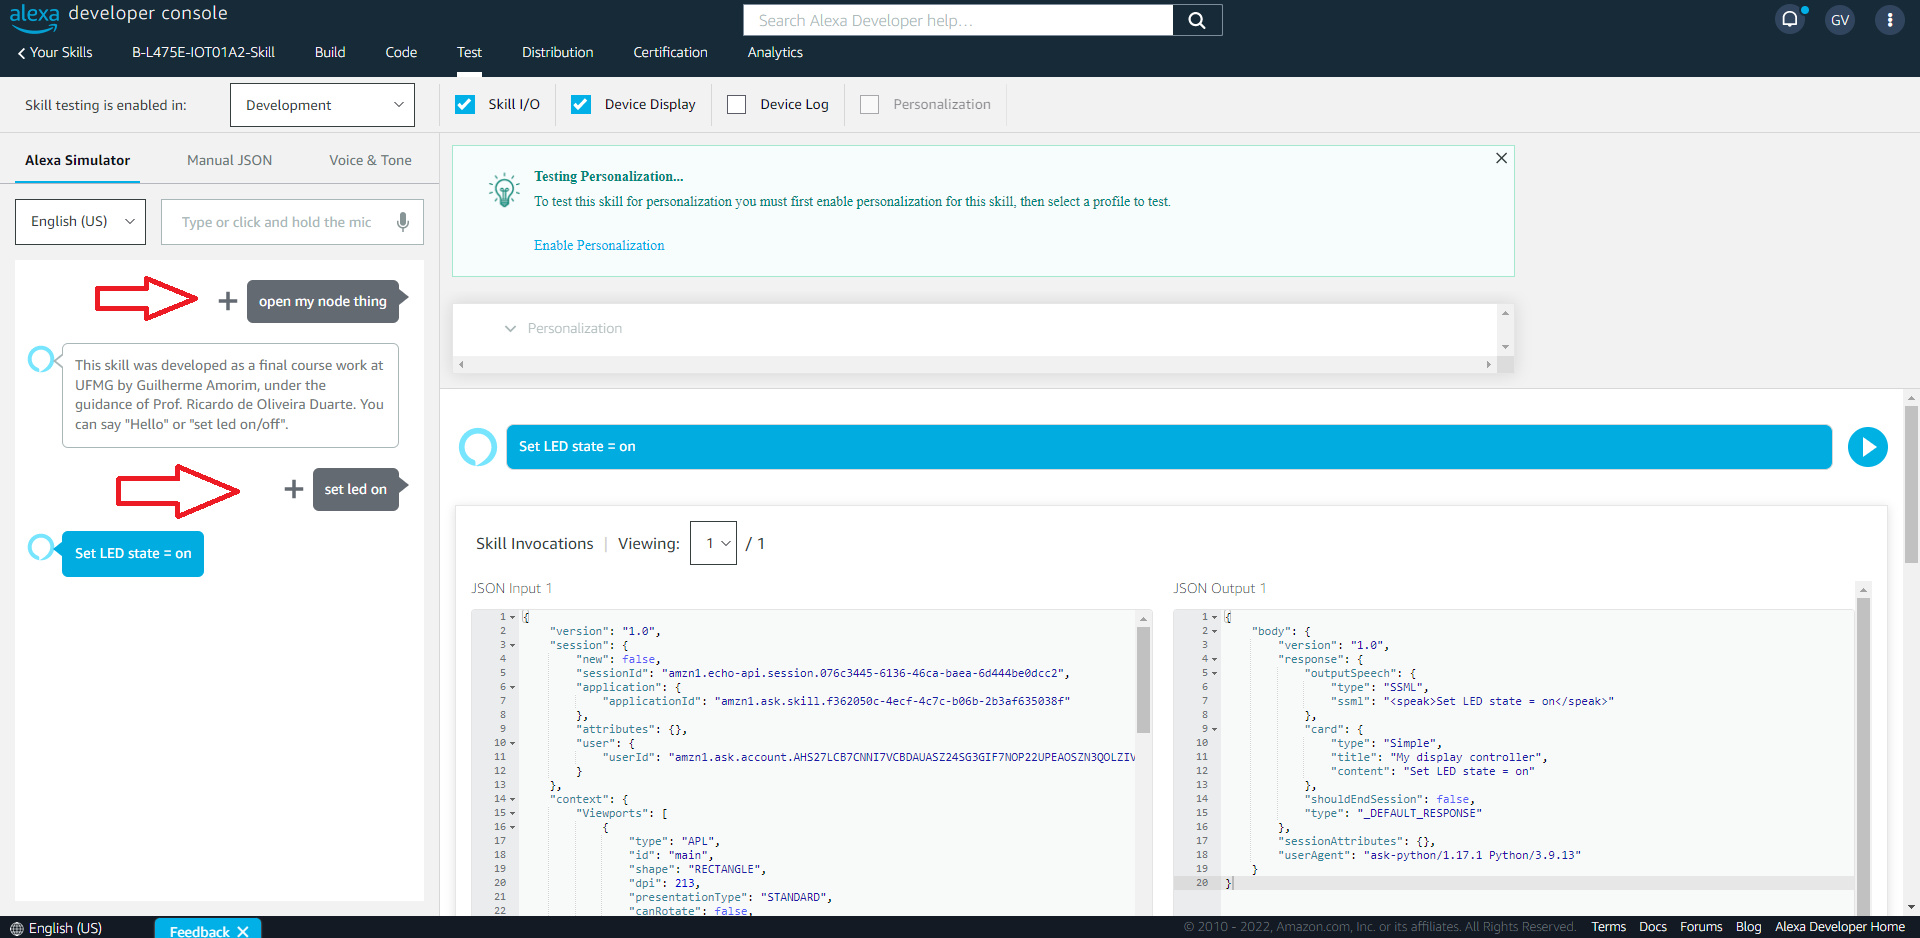 alexa developer console
Search Alexa Developer help...
GV
Your Skills
B-L475E-IOT01A2-Skill
Build
Code
Test
Distribution
Certification
Analytics
Skill testing is enabled in:
Development
Skill I/O
Device Display
Device Log
Personalization
Alexa Simulator
Manual JSON
Voice & Tone
English (US)
Type or click and hold the mic
open my node thing
This skill was developed as a final course work at
UFMG by Guilherme Amorim, under the
guidance of Prof. Ricardo de Oliveira Duarte. You
can say "Hello" or "set led on/off".
set led on
Set LED state = on
Testing Personalization...
To test this skill for personalization you must first enable personalization for this skill, then select a profile to test.
Enable Personalization
Personalization
Set LED state = on
Skill Invocations | Viewing: 1 / 1
JSON Input 1
1 {
2 "version": "1.0",
3 "session": {
4 "new": false,
5 "sessionId": "amzn1.echo-api.session.076c3445-6136-46ca-baea-6d444be0dcc2",
6 "application": {
7 "applicationId": "amzn1.ask.skill.f362050c-4ecf-4c7c-b06b-2b3af635038f"
8 },
9 "attributes": {},
10 "user": {
11 "userId": "amzn1.ask.account.AHS27LCB7CNNI7VCBDAUASZ24SG3GIF7NOP22UPEAOSZN3QOLZIV
12 }
13 },
14 "context": {
15 "Viewports": [
16 {
17 "type": "APL",
18 "id": "main",
19 "shape": "RECTANGLE",
20 "dpi": 213,
21 "presentationType": "STANDARD",
22 "canRotate": false,
JSON Output 1
1 {
2 "body": {
3 "version": "1.0",
4 "response": {
5 "outputSpeech": {
6 "type": "SSML",
7 "ssml": "<speak>Set LED state = on</speak>"
8 },
9 "card": {
10 "type": "Simple",
11 "title": "My display controller",
12 "content": "Set LED state = on"
13 },
14 "shouldEndSession": false,
15 "type": "_DEFAULT_RESPONSE"
16 },
17 "sessionAttributes": {},
18 "userAgent": "ask-python/1.17.1 Python/3.9.13"
19 }
20 }
English (US)
Feedback
© 2010 - 2022, Amazon.com, Inc. or its affiliates. All Rights Reserved.
Terms
Docs
Forums
Blog
Alexa Developer Home